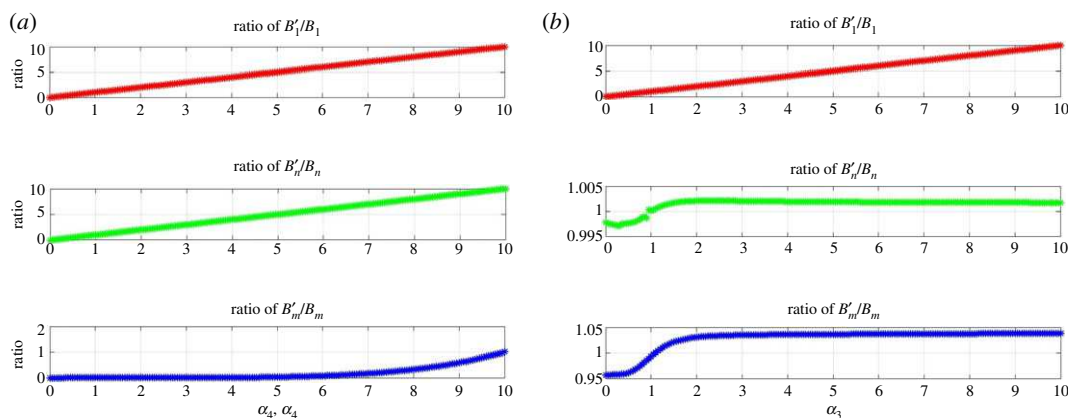 (a)
ratio of B′1/B1
ratio
10
5
0
0 1 2 3 4 5 6 7 8 9 10
ratio of B′n/Bn
10
5
0
0 1 2 3 4 5 6 7 8 9 10
ratio of B′m/Bm
ratio
2
1
0
0 1 2 3 4 5 6 7 8 9 10
α4, α4
(b)
ratio of B′1/B1
10
5
0
0 1 2 3 4 5 6 7 8 9 10
ratio of B′n/Bn
1.005
1
0.995
0 1 2 3 4 5 6 7 8 9 10
ratio of B′m/Bm
1.05
1
0.95
0 1 2 3 4 5 6 7 8 9 10
α3